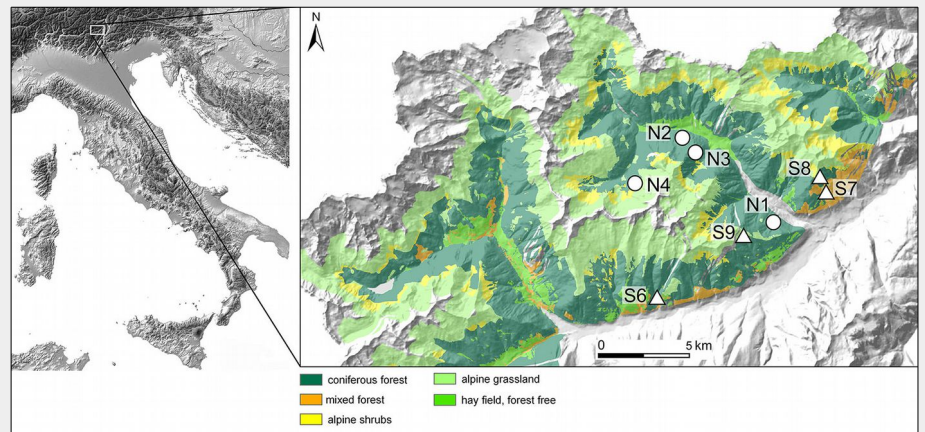 N
N2
N3
N4
S8
S7
N1
S9
S6
0 5 km
coniferous forest
alpine grassland
mixed forest
hay field, forest free
alpine shrubs